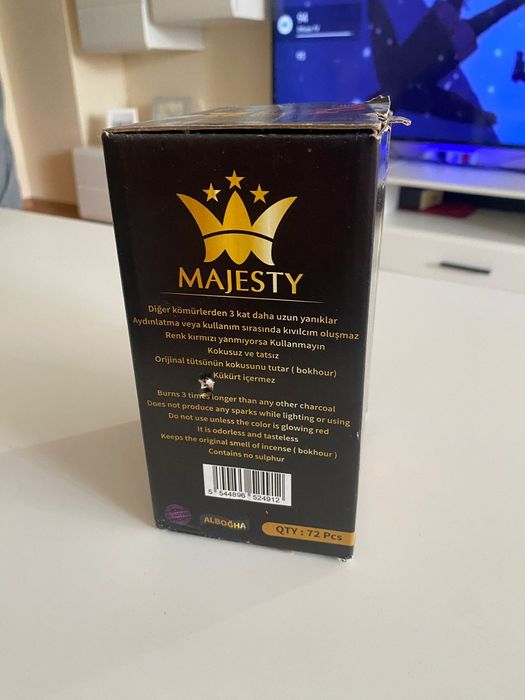 MAJESTY
Diğer kömürlerden 3 kat daha uzun yanıklar
Aydınlatma veya kullanım sırasında kıvılcım oluşmaz
Renk kırmızı yanmıyorsa Kullanmayın
Kokusuz ve tatsız
Orijinal tütsünün kokusunu tutar ( bokhour)
Kükürt içermez
Burns 3 times longer than any other charcoal
Does not produce any sparks while lighting or using
Do not use unless the color is glowing red
It is odorless and tasteless
Keeps the original smell of incense ( bokhour )
Contains no sulphur
5 544896 524912
ALBOĞHA
QTY : 72 Pcs